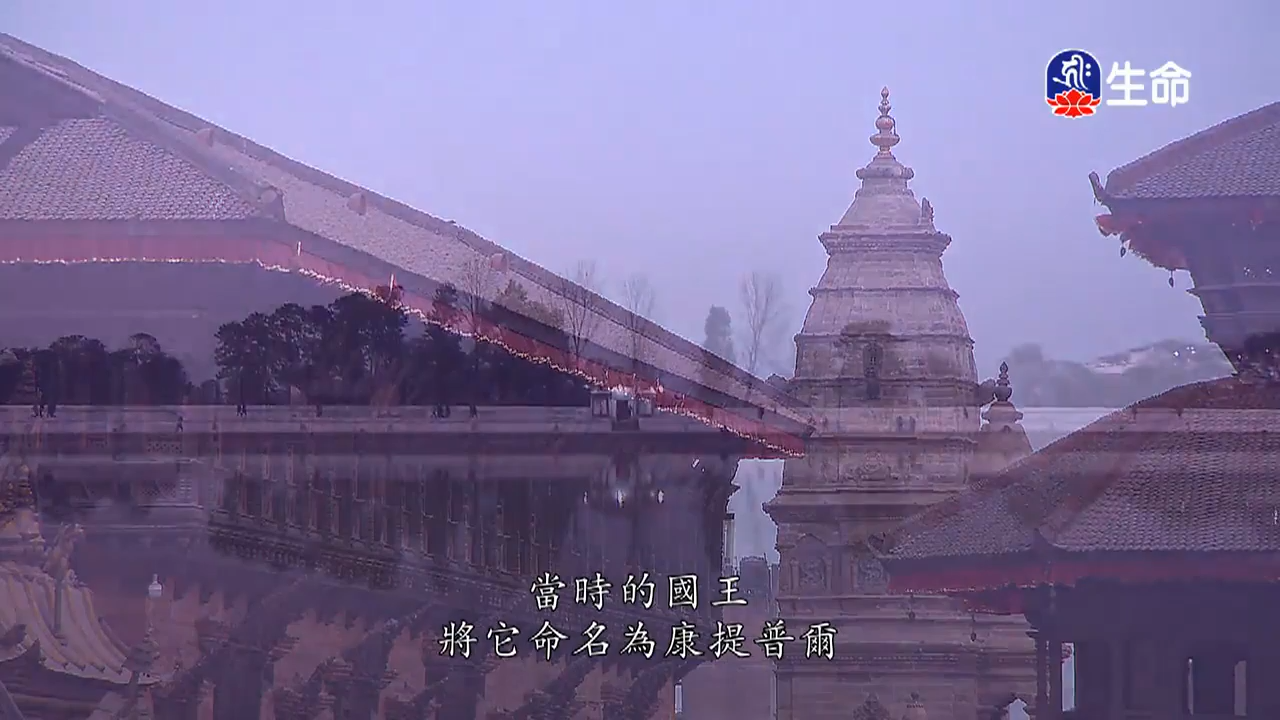 生命
當時的國王
將它命名為康提普爾